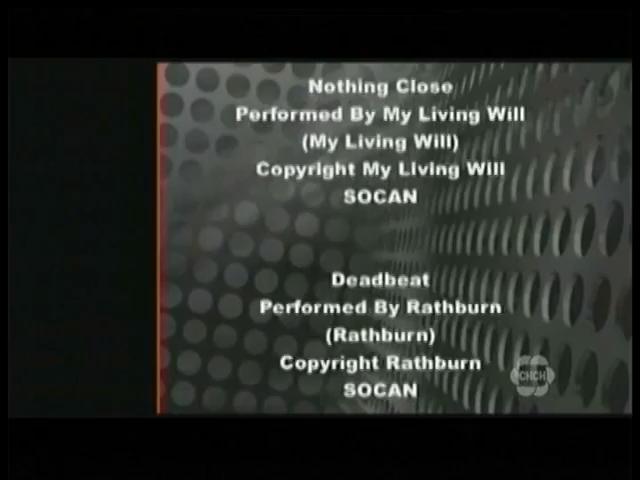 Nothing Close
Performed By My Living Will
(My Living Will)
Copyright My Living Will
SOCAN
Deadbeat
Performed By Rathburn
(Rathburn)
Copyright Rathburn
SOCAN
CHCH